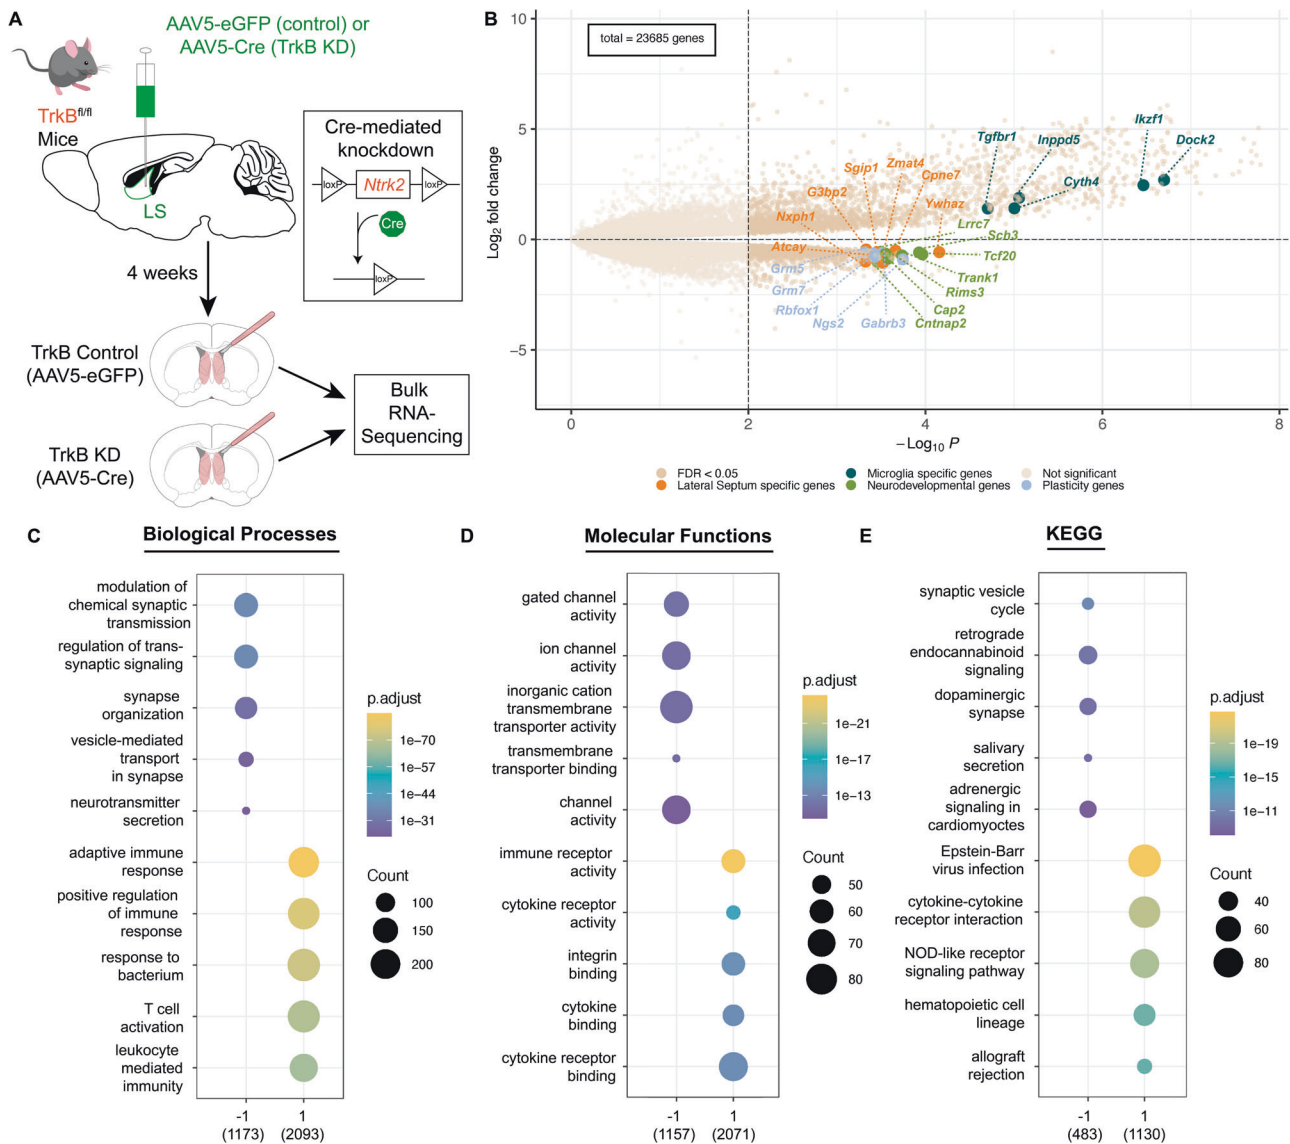 A
AAV5-eGFP (control) or
AAV5-Cre (TrkB KD)
TrkBfl/fl
Mice
LS
Cre-mediated
knockdown
loxP
Ntrk2
loxP
Cre
loxP
4 weeks
TrkB Control
(AAV5-eGFP)
TrkB KD
(AAV5-Cre)
Bulk
RNA-
Sequencing
B
total = 23685 genes
Log2 fold change
10
5
0
−5
Ikzf1
Tgfbr1
Inppd5
Dock2
Cyth4
Sgip1
Zmat4
Cpne7
G3bp2
Ywhaz
Nxph1
Lrrc7
Scb3
Atcay
Tcf20
Grm5
Trank1
Grm7
Rims3
Rbfox1
Cap2
Ngs2
Gabrb3
Cntnap2
0
2
4
6
8
−Log10 P
FDR < 0.05
Microglia specific genes
Not significant
Lateral Septum specific genes
Neurodevelopmental genes
Plasticity genes
C
Biological Processes
modulation of
chemical synaptic
transmission
regulation of trans-
synaptic signaling
synapse
organization
vesicle-mediated
transport
in synapse
neurotransmitter
secretion
adaptive immune
response
positive regulation
of immune
response
response to
bacterium
T cell
activation
leukocyte
mediated
immunity
-1
(1173)
1
(2093)
p.adjust
1e−70
1e−57
1e−44
1e−31
Count
100
150
200
D
Molecular Functions
gated channel
activity
ion channel
activity
inorganic cation
transmembrane
transporter activity
transmembrane
transporter binding
channel
activity
immune receptor
activity
cytokine receptor
activity
integrin
binding
cytokine
binding
cytokine receptor
binding
-1
(1157)
1
(2071)
p.adjust
1e−21
1e−17
1e−13
Count
50
60
70
80
E
KEGG
synaptic vesicle
cycle
retrograde
endocannabinoid
signaling
dopaminergic
synapse
salivary
secretion
adrenergic
signaling in
cardiomyoctes
Epstein-Barr
virus infection
cytokine-cytokine
receptor interaction
NOD-like receptor
signaling pathway
hematopoietic cell
lineage
allograft
rejection
-1
(483)
1
(1130)
p.adjust
1e−19
1e−15
1e−11
Count
40
60
80